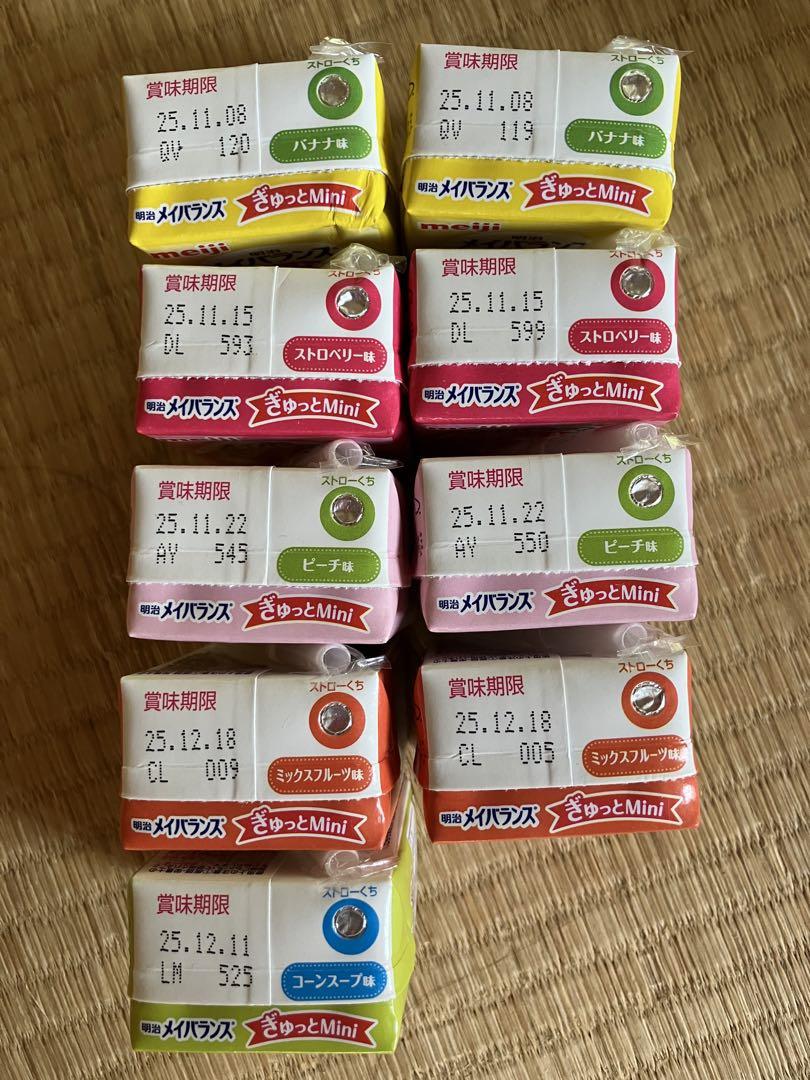 賞味期限
ストローくち
25.11.08
QV 120
バナナ味
明治メイバランス ぎゅっとMini
meiji
賞味期限
ストローくち
25.11.08
QV 119
バナナ味
明治メイバランス ぎゅっとMini
meiji
メイバランス
賞味期限
ストローくち
25.11.15
DL 593
ストロベリー味
明治メイバランス ぎゅっとMini
meiji
賞味期限
ストローくち
25.11.15
DL 599
ストロベリー味
明治メイバランス ぎゅっとMini
賞味期限
ストローくち
25.11.22
AY 545
ピーチ味
明治メイバランス ぎゅっとMini
賞味期限
ストローくち
25.11.22
AY 550
ピーチ味
明治メイバランス ぎゅっとMini
賞味期限
ストローくち
25.12.18
CL 009
ミックスフルーツ味
明治メイバランス ぎゅっとMini
賞味期限
ストローくち
25.12.18
CL 005
ミックスフルーツ味
明治メイバランス ぎゅっとMini
賞味期限
ストローくち
25.12.11
LM 525
コーンスープ味
明治メイバランス ぎゅっとMini